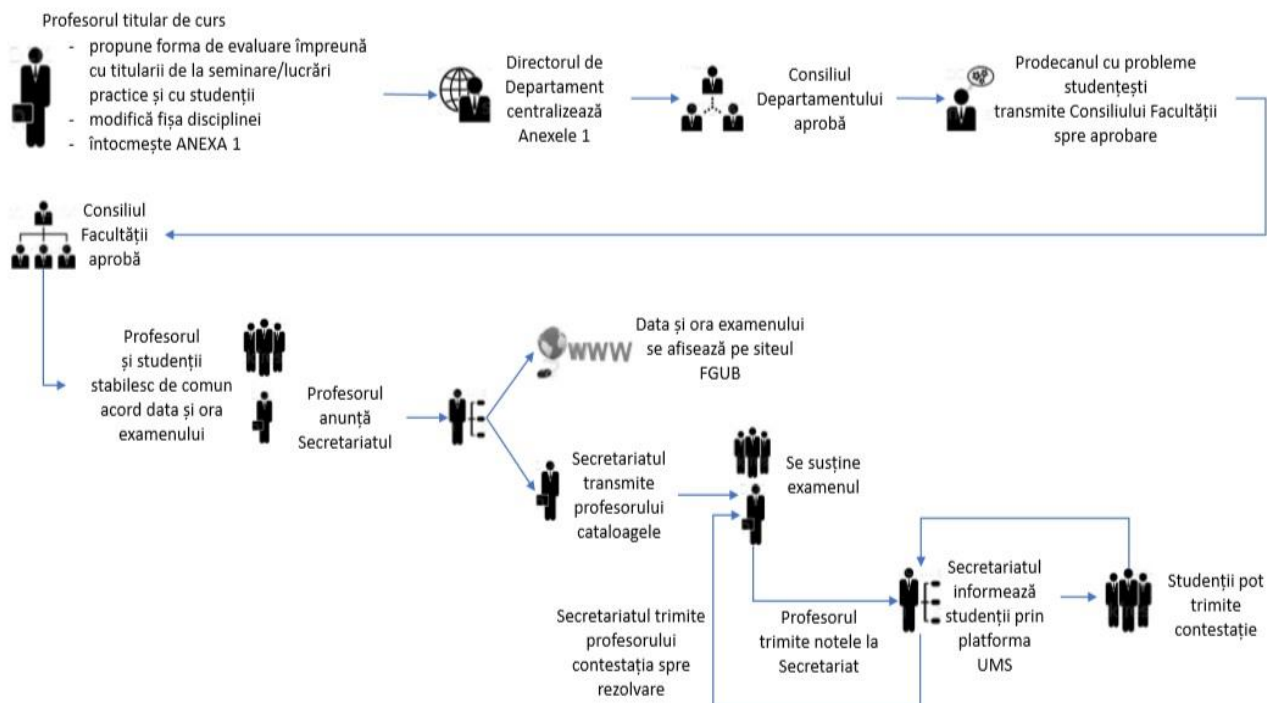 Profesorul titular de curs
- propune forma de evaluare împreună
cu titularii de la seminare/lucrări
practice și cu studenții
- modifică fișa disciplinei
- întocmește ANEXA 1
Directorul de
Departament
centralizează
Anexele 1
Consiliul
Departamentului
aprobă
Prodecanul cu probleme
studențești
transmite Consiliului Facultății
spre aprobare
Consiliul
Facultății
aprobă
Profesorul
și studenții
stabilesc de comun
acord data și ora
examenului
Profesorul
anunță
Secretariatul
www
Data și ora examenului
se afisează pe siteul
FGUB
Secretariatul
transmite
profesorului
cataloagele
Se susține
examenul
Secretariatul trimite
profesorului
contestația spre
rezolvare
Profesorul
trimite notele la
Secretariat
Secretariatul
informează
studenții prin
platforma
UMS
Studenții pot
trimite
contestație